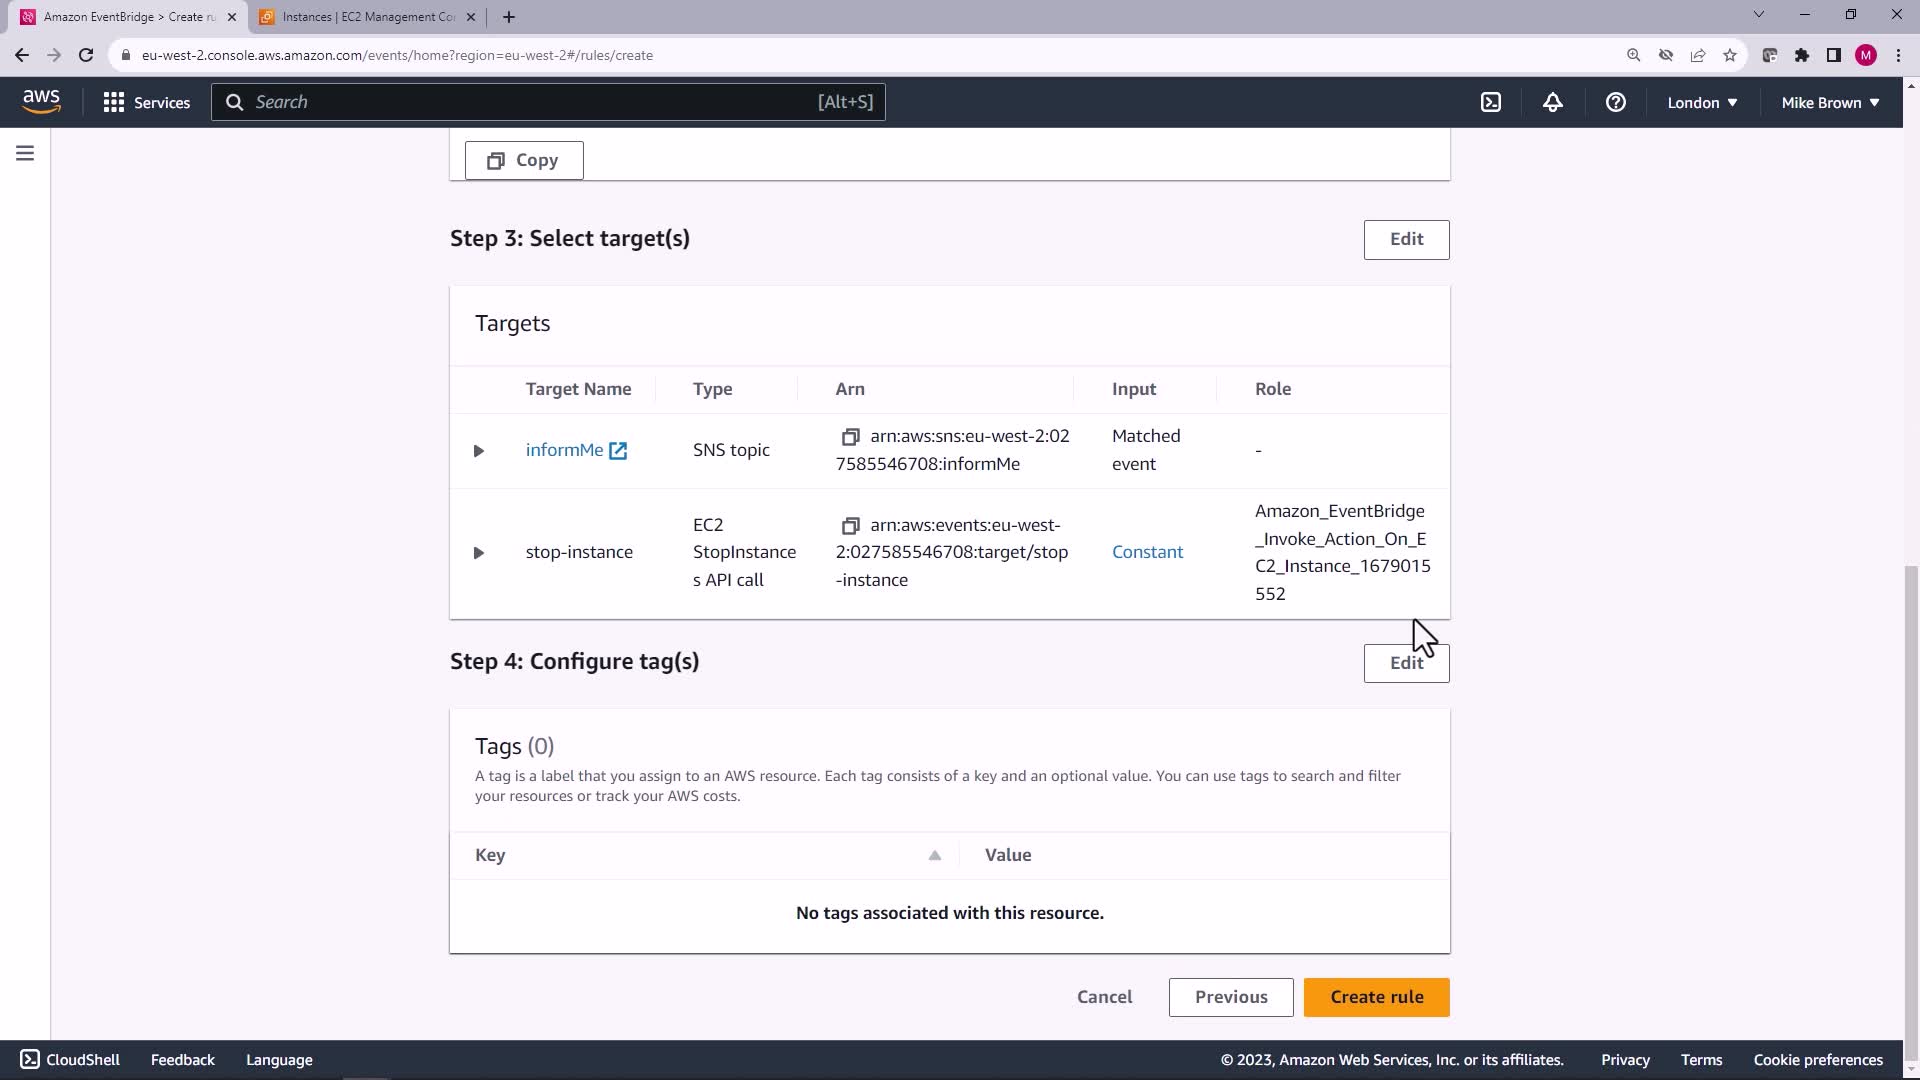 Amazon EventBridge > Create ru
Instances | EC2 Management Co
eu-west-2.console.aws.amazon.com/events/home?region=eu-west-2#/rules/create
M
aws
Services
Search
[Alt+S]
London ▼
Mike Brown ▼
Copy
Step 3: Select target(s)
Edit
Targets
Target Name
Type
Arn
Input
Role
informMe
SNS topic
arn:aws:sns:eu-west-2:02
7585546708:informMe
Matched
event
-
stop-instance
EC2
StopInstance
s API call
arn:aws:events:eu-west-
2:027585546708:target/stop
-instance
Constant
Amazon_EventBridge
_Invoke_Action_On_E
C2_Instance_1679015
552
Step 4: Configure tag(s)
Edit
Tags (0)
A tag is a label that you assign to an AWS resource. Each tag consists of a key and an optional value. You can use tags to search and filter
your resources or track your AWS costs.
Key
Value
No tags associated with this resource.
Cancel
Previous
Create rule
CloudShell
Feedback
Language
© 2023, Amazon Web Services, Inc. or its affiliates.
Privacy
Terms
Cookie preferences